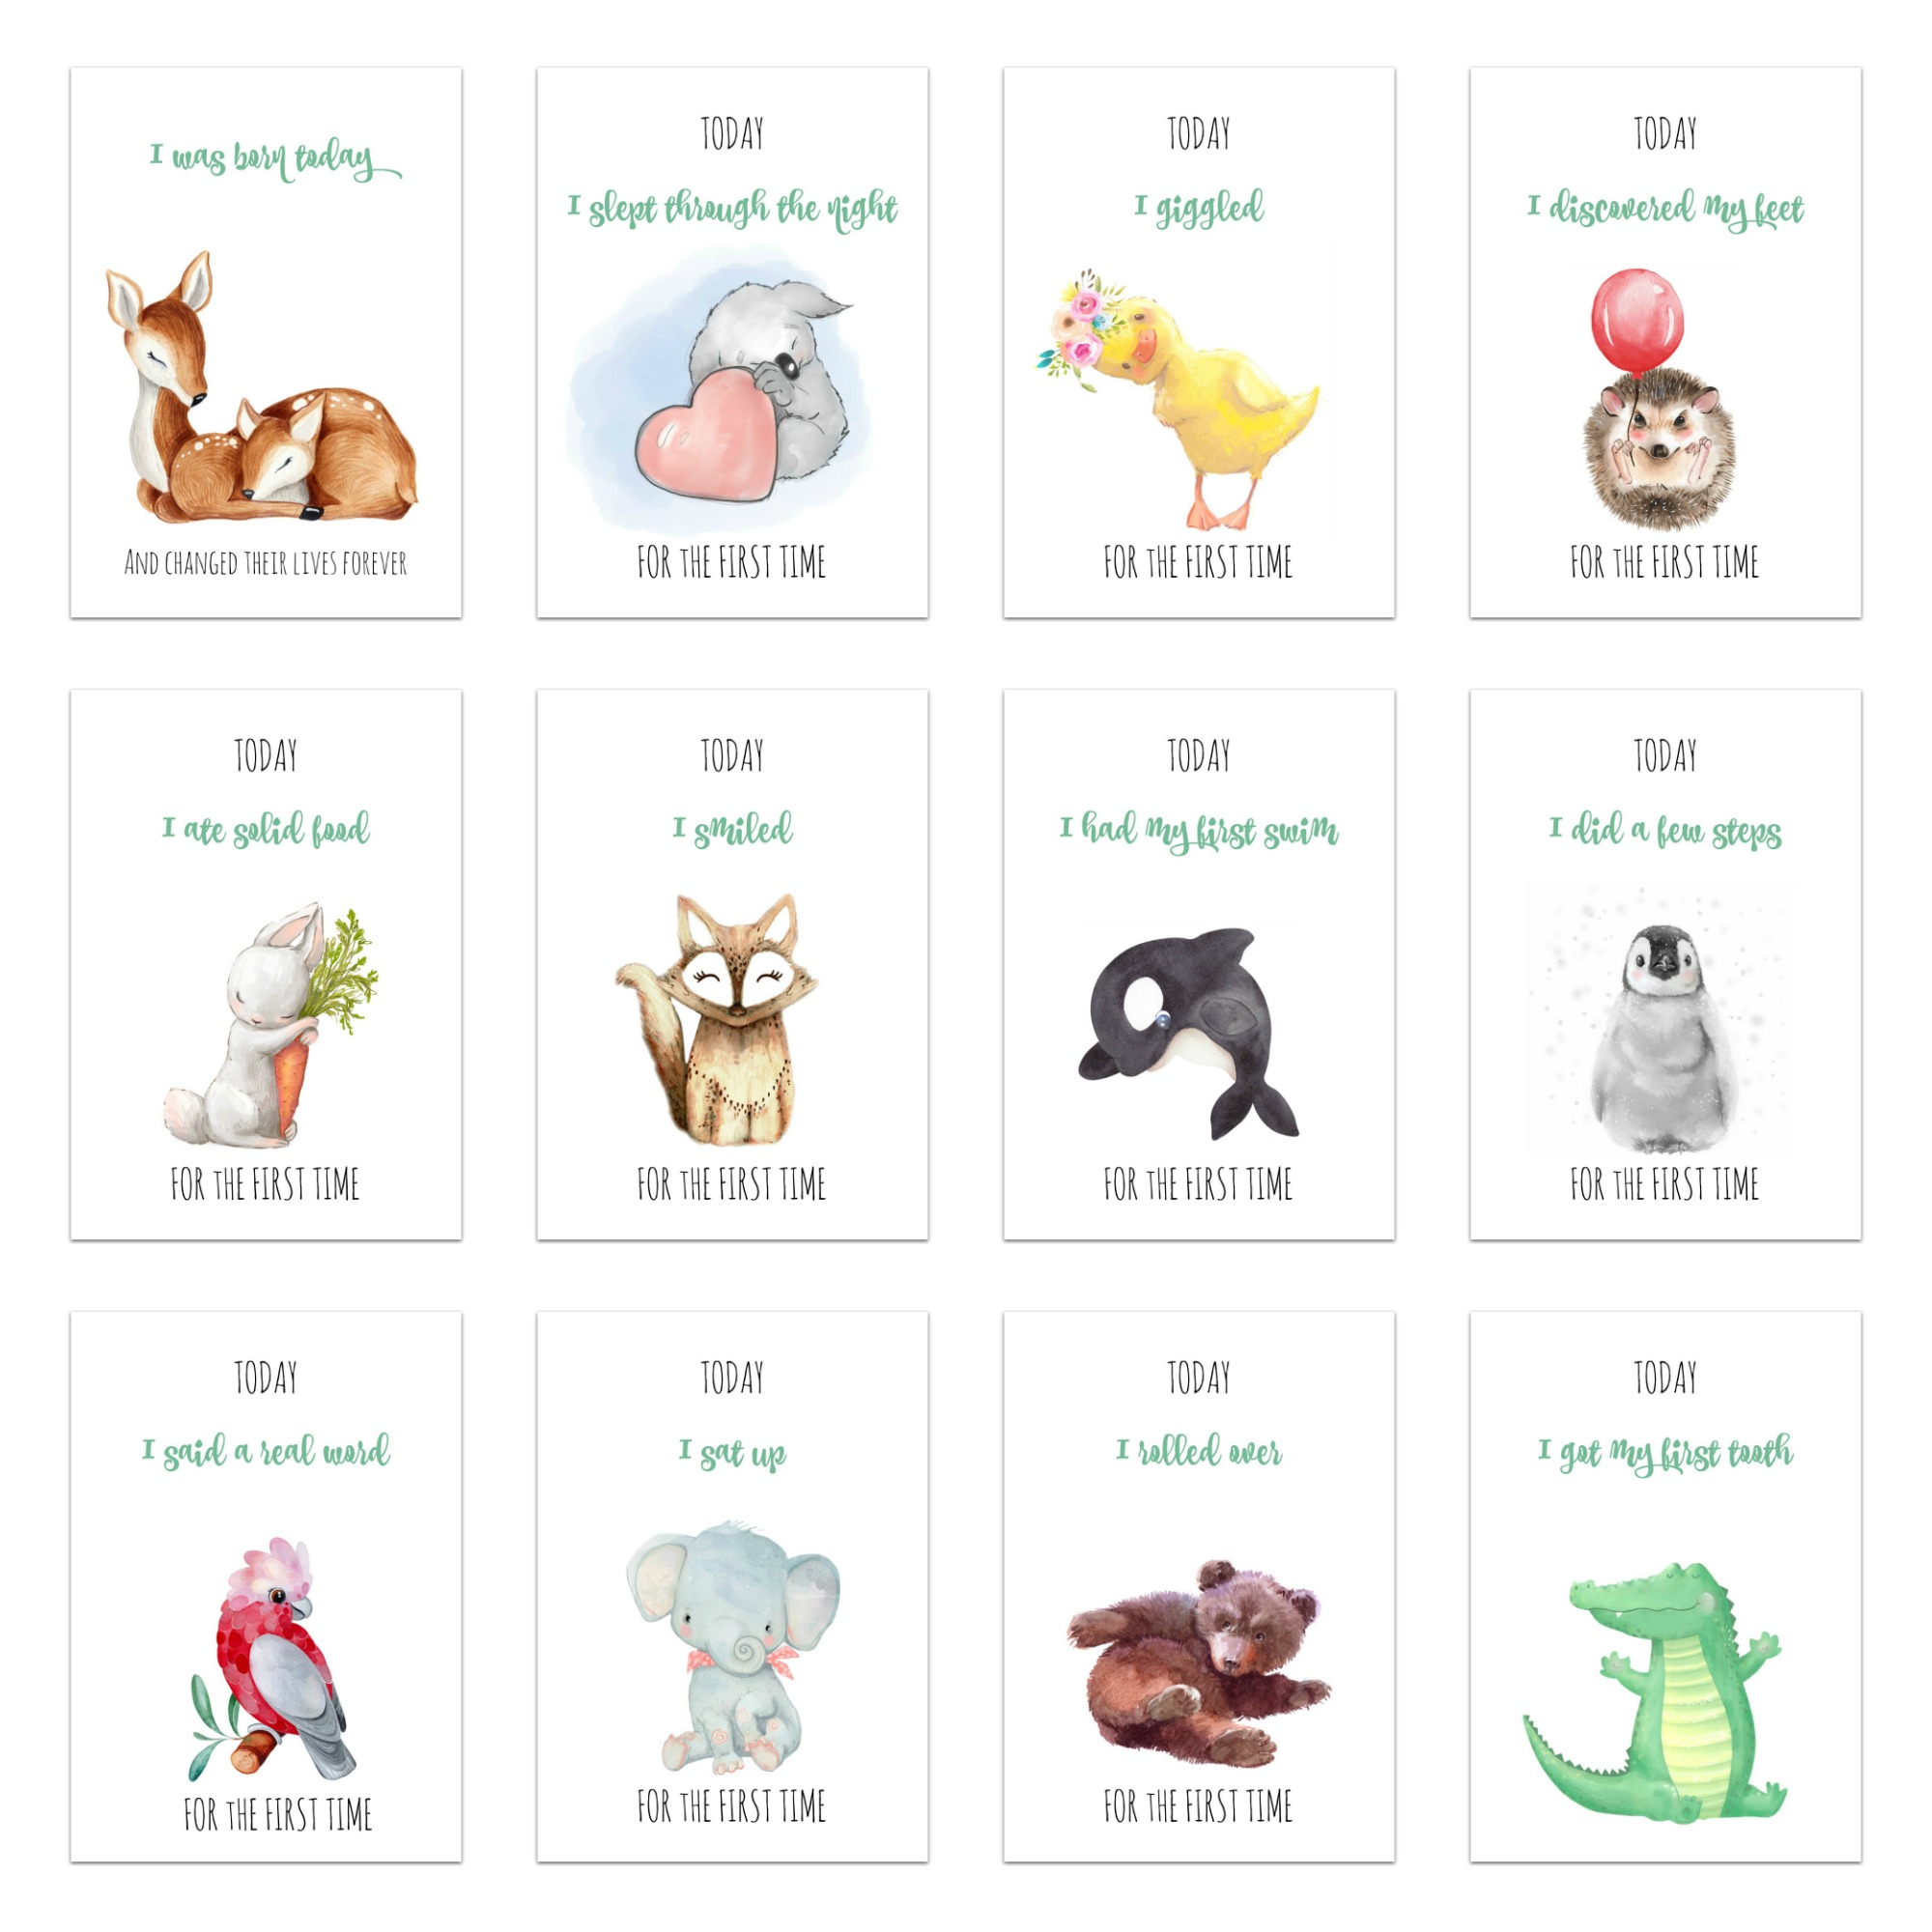 I was born today
AND CHANGED THEIR LIVES FOREVER
TODAY
I slept through the night
FOR THE FIRST TIME
TODAY
I giggled
FOR THE FIRST TIME
TODAY
I discovered my feet
FOR THE FIRST TIME
TODAY
I ate solid food
FOR THE FIRST TIME
TODAY
I smiled
FOR THE FIRST TIME
TODAY
I had my first swim
FOR THE FIRST TIME
TODAY
I did a few steps
FOR THE FIRST TIME
TODAY
I said a real word
FOR THE FIRST TIME
TODAY
I sat up
FOR THE FIRST TIME
TODAY
I rolled over
FOR THE FIRST TIME
TODAY
I got my first tooth